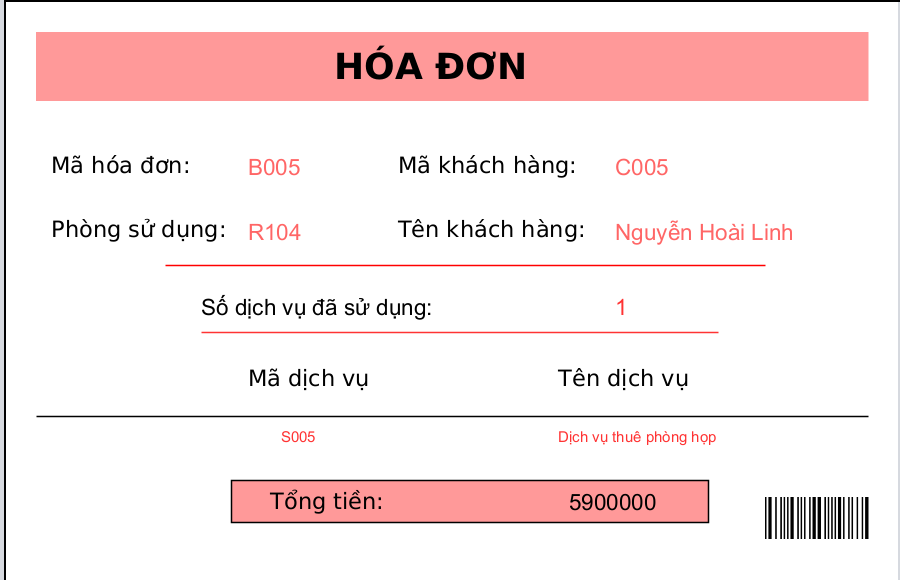 HÓA ĐƠN
Mã hóa đơn: B005 Mã khách hàng: C005
Phòng sử dụng: R104 Tên khách hàng: Nguyễn Hoài Linh
Số dịch vụ đã sử dụng: 1
Mã dịch vụ Tên dịch vụ
S005 Dịch vụ thuê phòng họp
Tổng tiền: 5900000